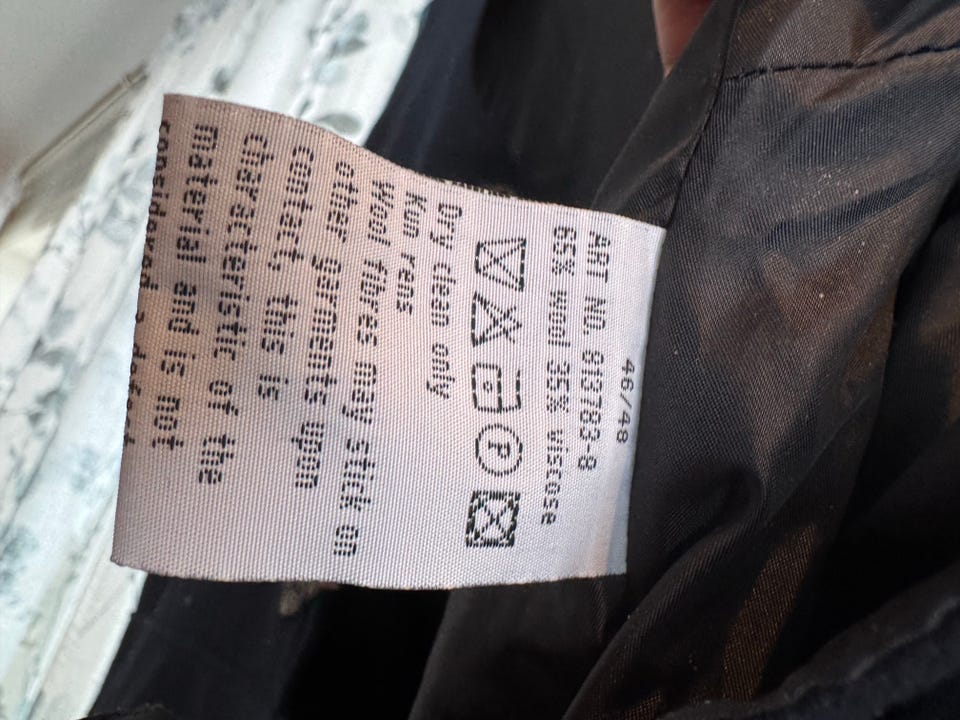 46/48
ART NO. 813783-8
65% wool 35% viscose
P
Dry clean only
Kun rens
Wool fibres may stick on
other garments upon
contact, this is
characteristic of the
material and is not
considered a